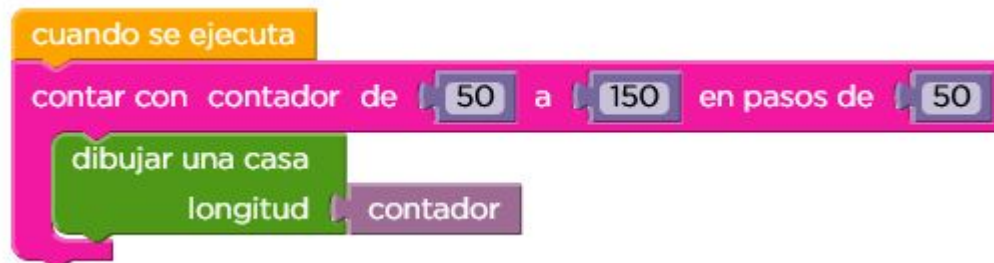 cuando se ejecuta
contar con contador de 50 a 150 en pasos de 50
dibujar una casa
longitud contador